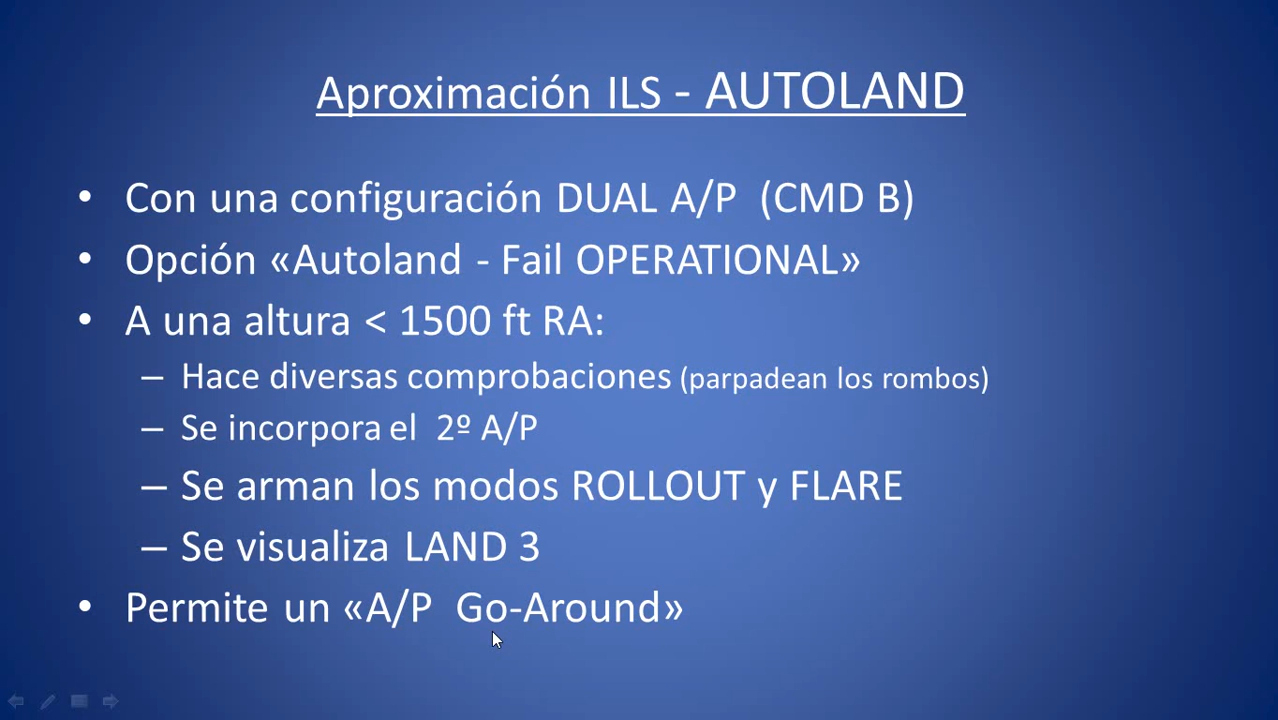 Aproximación ILS - AUTOLAND
• Con una configuración DUAL A/P (CMD B)
• Opción «Autoland - Fail OPERATIONAL»
• A una altura < 1500 ft RA:
– Hace diversas comprobaciones (parpadean los rombos)
– Se incorpora el 2º A/P
– Se arman los modos ROLLOUT y FLARE
– Se visualiza LAND 3
• Permite un «A/P Go-Around»